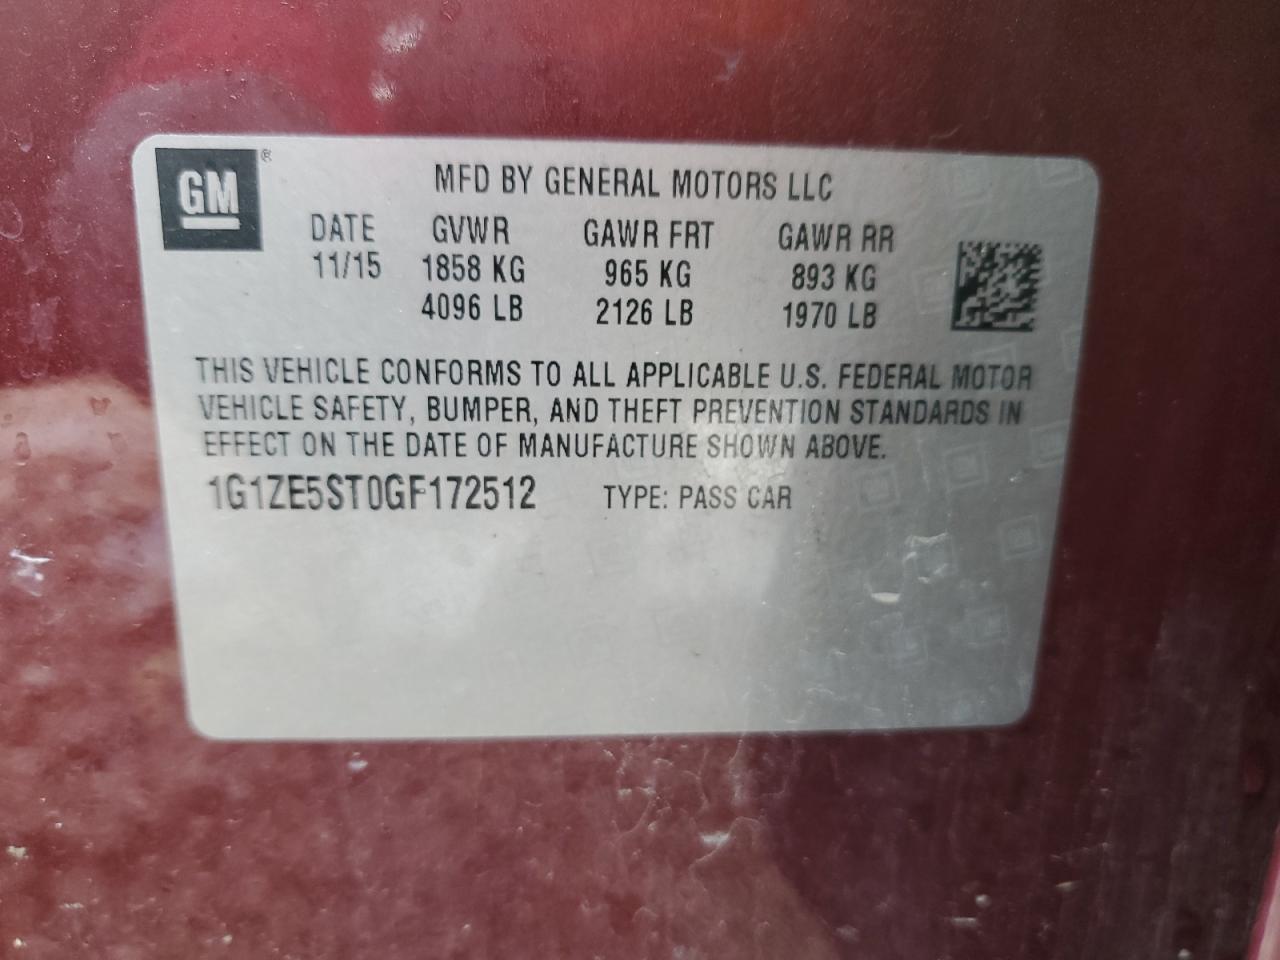 GM ®
MFD BY GENERAL MOTORS LLC
DATE GVWR GAWR FRT GAWR RR
11/15 1858 KG 965 KG 893 KG
4096 LB 2126 LB 1970 LB
THIS VEHICLE CONFORMS TO ALL APPLICABLE U.S. FEDERAL MOTOR
VEHICLE SAFETY, BUMPER, AND THEFT PREVENTION STANDARDS IN
EFFECT ON THE DATE OF MANUFACTURE SHOWN ABOVE.
1G1ZE5ST0GF172512 TYPE: PASS CAR